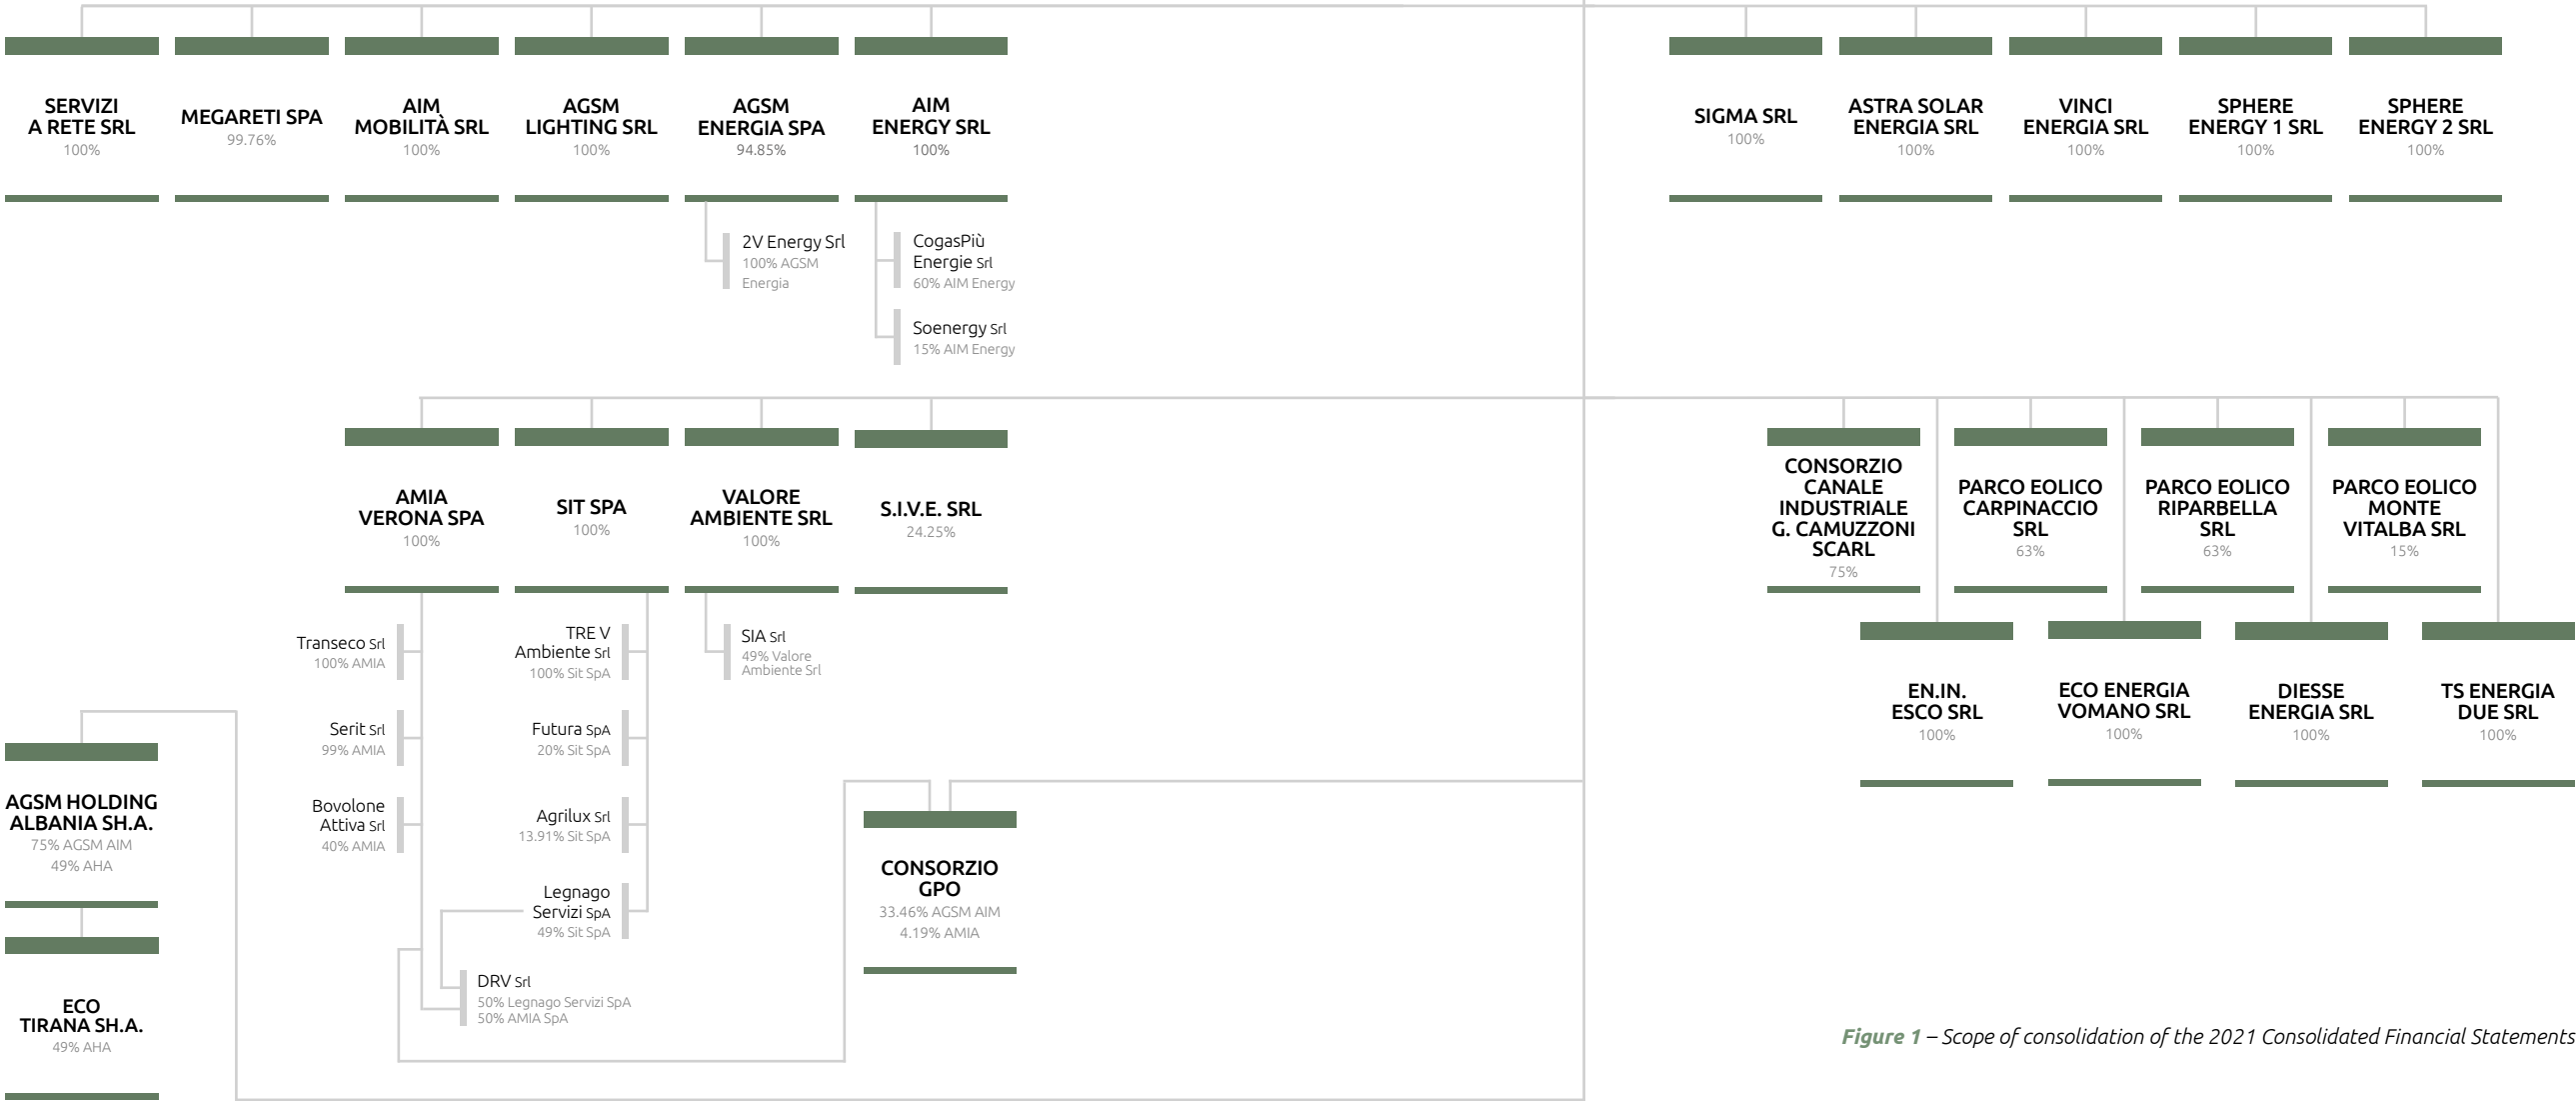 SERVIZI
A RETE SRL
100%
MEGARETI SPA
99.76%
AIM
MOBILITÀ SRL
100%
AGSM
LIGHTING SRL
100%
AGSM
ENERGIA SPA
94.85%
AIM
ENERGY SRL
100%
SIGMA SRL
100%
ASTRA SOLAR
ENERGIA SRL
100%
VINCI
ENERGIA SRL
100%
SPHERE
ENERGY 1 SRL
100%
SPHERE
ENERGY 2 SRL
100%
2V Energy Srl
100% AGSM
Energia
CogasPiù
Energie Srl
60% AIM Energy
Soenergy Srl
15% AIM Energy
AMIA
VERONA SPA
100%
SIT SPA
100%
VALORE
AMBIENTE SRL
100%
S.I.V.E. SRL
24.25%
CONSORZIO
CANALE
INDUSTRIALE
G. CAMUZZONI
SCARL
75%
PARCO EOLICO
CARPINACCIO
SRL
63%
PARCO EOLICO
RIPARBELLA
SRL
63%
PARCO EOLICO
MONTE
VITALBA SRL
15%
Transeco Srl
100% AMIA
Serit Srl
99% AMIA
Bovolone
Attiva Srl
40% AMIA
TRE V
Ambiente Srl
100% Sit SpA
Futura SpA
20% Sit SpA
Agrilux Srl
13.91% Sit SpA
Legnago
Servizi SpA
49% Sit SpA
DRV Srl
50% Legnago Servizi SpA
50% AMIA SpA
SIA Srl
49% Valore
Ambiente Srl
EN.IN.
ESCO SRL
100%
ECO ENERGIA
VOMANO SRL
100%
DIESSE
ENERGIA SRL
100%
TS ENERGIA
DUE SRL
100%
AGSM HOLDING
ALBANIA SH.A.
75% AGSM AIM
49% AHA
ECO
TIRANA SH.A.
49% AHA
CONSORZIO
GPO
33.46% AGSM AIM
4.19% AMIA
Figure 1 – Scope of consolidation of the 2021 Consolidated Financial Statements